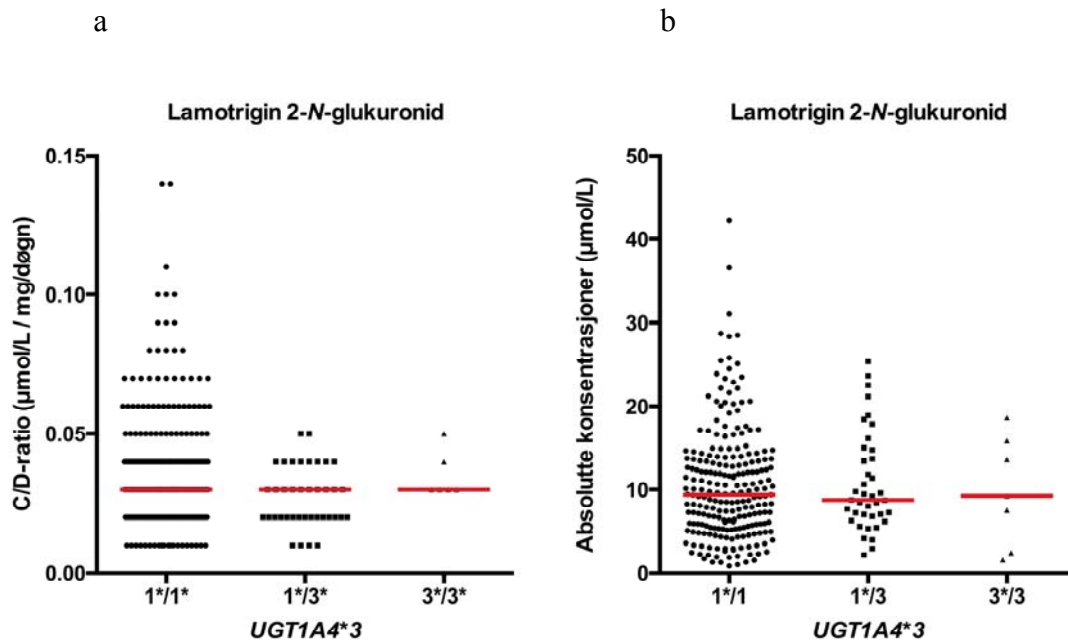 a
b
Lamotrigin 2-N-glukuronid
C/D-ratio (µmol/L / mg/døgn)
0.15
0.10
0.05
0.00
1*/1*
1*/3*
3*/3*
UGT1A4*3
Lamotrigin 2-N-glukuronid
Absolutte konsentrasjoner (µmol/L)
50
40
30
20
10
0
1*/1
1*/3
3*/3
UGT1A4*3